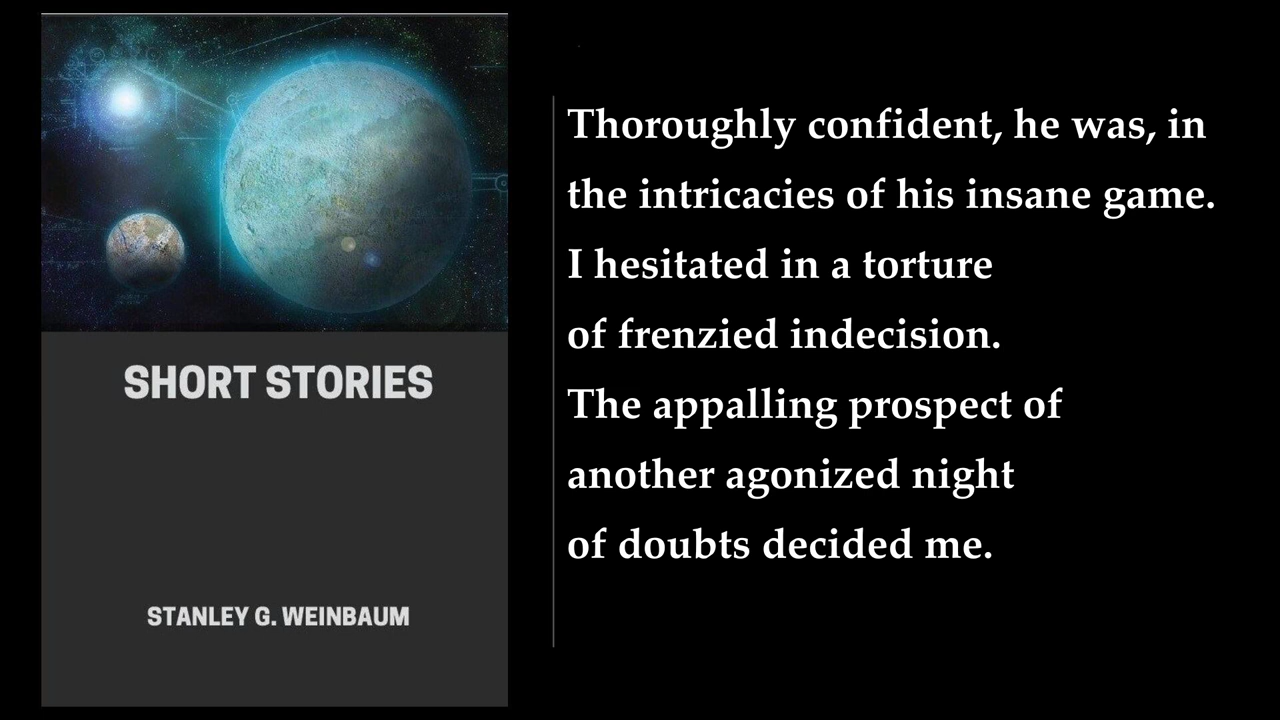 SHORT STORIES
STANLEY G. WEINBAUM
Thoroughly confident, he was, in
the intricacies of his insane game.
I hesitated in a torture
of frenzied indecision.
The appalling prospect of
another agonized night
of doubts decided me.